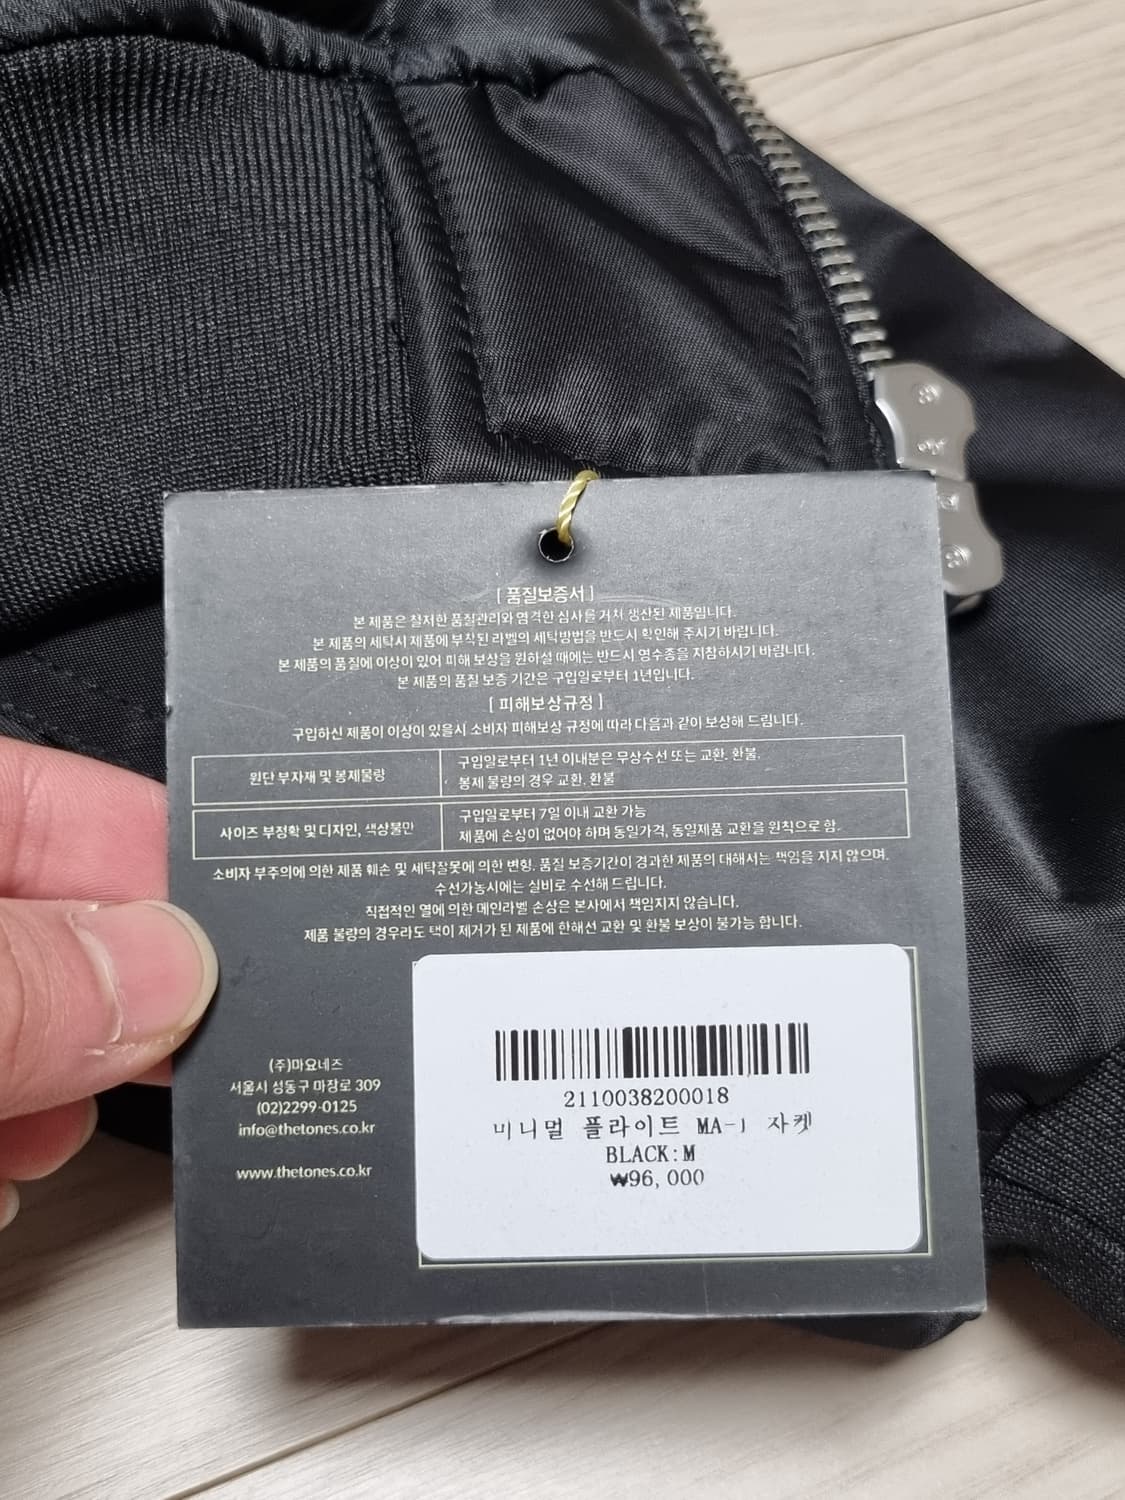 [ 품질보증서 ]
본 제품은 철저한 품질관리와 엄격한 심사를 거쳐 생산된 제품입니다.
본 제품의 세탁시 제품에 부착된 라벨의 세탁방법을 반드시 확인해 주시기 바랍니다.
본 제품의 품질에 이상이 있어 피해 보상을 원하실 때에는 반드시 영수증을 지참하시기 바랍니다.
본 제품의 품질 보증 기간은 구입일로부터 1년입니다.
[ 피해보상규정 ]
구입하신 제품이 이상이 있을시 소비자 피해보상 규정에 따라 다음과 같이 보상해 드립니다.
원단 부자재 및 봉제불량
구입일로부터 1년 이내분은 무상수선 또는 교환. 환불.
봉제 불량의 경우 교환. 환불
사이즈 부정확 및 디자인, 색상불만
구입일로부터 7일 이내 교환 가능
제품에 손상이 없어야 하며 동일가격, 동일제품 교환을 원칙으로 함.
소비자 부주의에 의한 제품 훼손 및 세탁잘못에 의한 변형. 품질 보증기간이 경과한 제품의 대해서는 책임을 지지 않으며.
수선가능시에는 실비로 수선해 드립니다.
직접적인 열에 의한 메인라벨 손상은 본사에서 책임지지 않습니다.
제품 불량의 경우라도 택이 제거가 된 제품에 한해선 교환 및 환불 보상이 불가능 합니다.
(주)마요네즈
서울시 성동구 마장로 309
(02)2299-0125
info@thetones.co.kr
www.thetones.co.kr
2110038200018
미니멀 플라이트 MA-1 자켓
BLACK:M
₩96,000